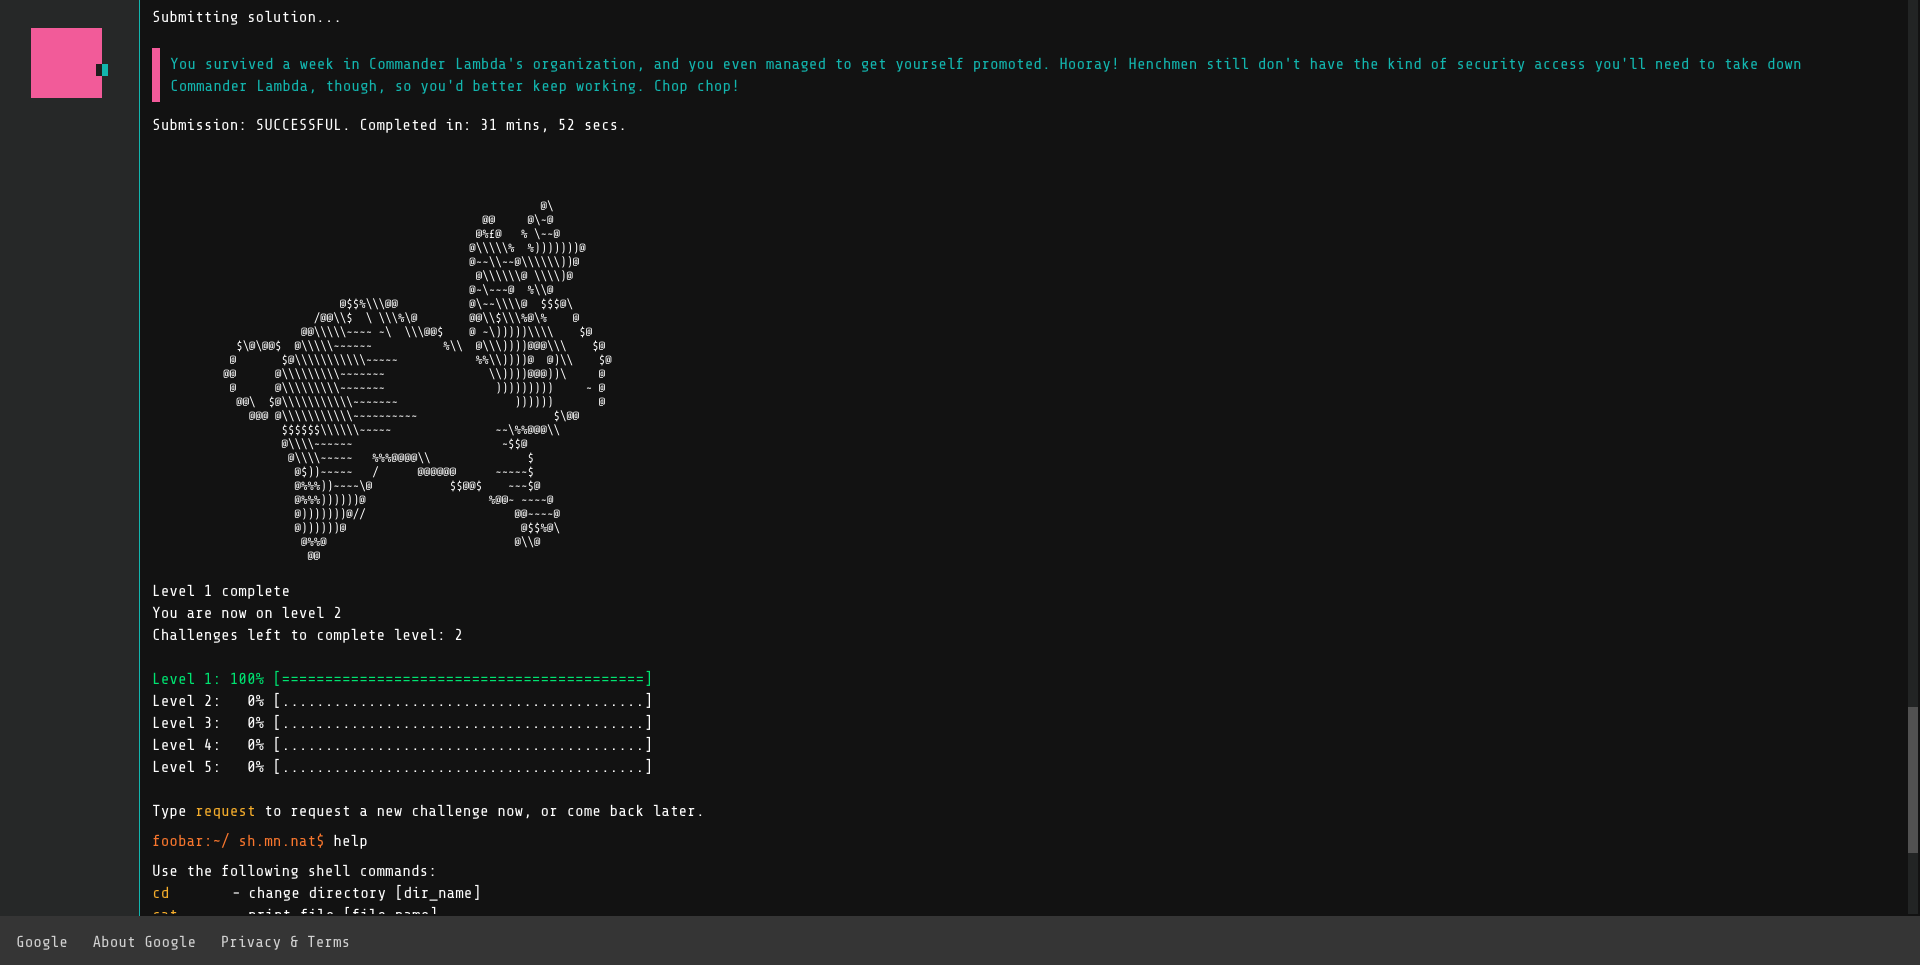 Submitting solution...
You survived a week in Commander Lambda's organization, and you even managed to get yourself promoted. Hooray! Henchmen still don't have the kind of security access you'll need to take down
Commander Lambda, though, so you'd better keep working. Chop chop!
Submission: SUCCESSFUL. Completed in: 31 mins, 52 secs.
Level 1 complete
You are now on level 2
Challenges left to complete level: 2
Level 1: 100% [==========================================]
Level 2:   0% [..........................................]
Level 3:   0% [..........................................]
Level 4:   0% [..........................................]
Level 5:   0% [..........................................]
Type request to request a new challenge now, or come back later.
foobar:~/ sh.mn.nat$ help
Use the following shell commands:
cd       - change directory [dir_name]
cat      - print file [file_name]
Google   About Google   Privacy & Terms